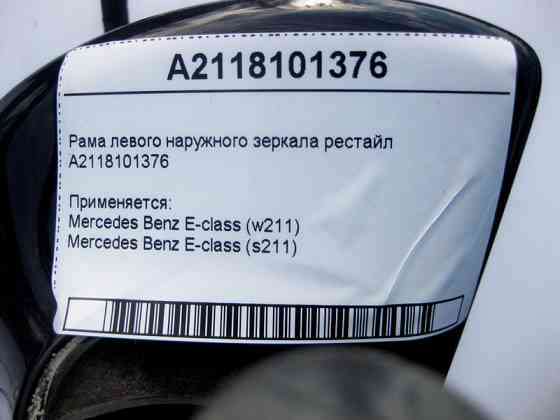 A2118101376
Рама левого наружного зеркала рестайл
A2118101376
Применяется:
Mercedes Benz E-class (w211)
Mercedes Benz E-class (s211)